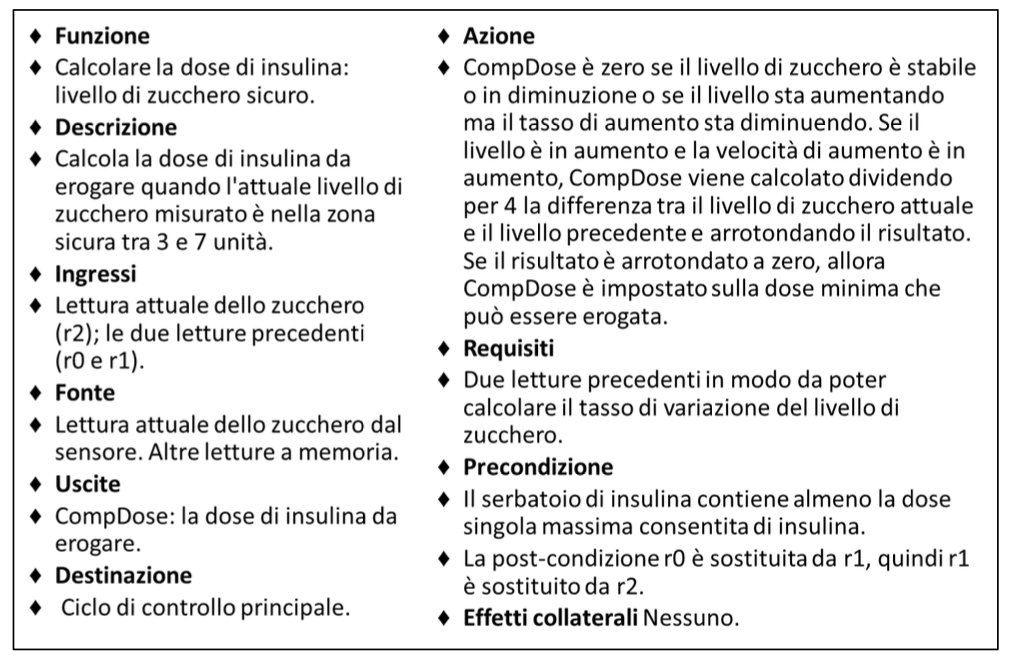 ♦ Funzione
♦ Calcolare la dose di insulina:
livello di zucchero sicuro.
♦ Descrizione
♦ Calcola la dose di insulina da
erogare quando l'attuale livello di
zucchero misurato è nella zona
sicura tra 3 e 7 unità.
♦ Ingressi
♦ Lettura attuale dello zucchero
(r2); le due letture precedenti
(r0 e r1).
♦ Fonte
♦ Lettura attuale dello zucchero dal
sensore. Altre letture a memoria.
♦ Uscite
♦ CompDose: la dose di insulina da
erogare.
♦ Destinazione
♦ Ciclo di controllo principale.
♦ Azione
♦ CompDose è zero se il livello di zucchero è stabile
o in diminuzione o se il livello sta aumentando
ma il tasso di aumento sta diminuendo. Se il
livello è in aumento e la velocità di aumento è in
aumento, CompDose viene calcolato dividendo
per 4 la differenza tra il livello di zucchero attuale
e il livello precedente e arrotondando il risultato.
Se il risultato è arrotondato a zero, allora
CompDose è impostato sulla dose minima che
può essere erogata.
♦ Requisiti
♦ Due letture precedenti in modo da poter
calcolare il tasso di variazione del livello di
zucchero.
♦ Precondizione
♦ Il serbatoio di insulina contiene almeno la dose
singola massima consentita di insulina.
♦ La post-condizione r0 è sostituita da r1, quindi r1
è sostituito da r2.
♦ Effetti collaterali Nessuno.